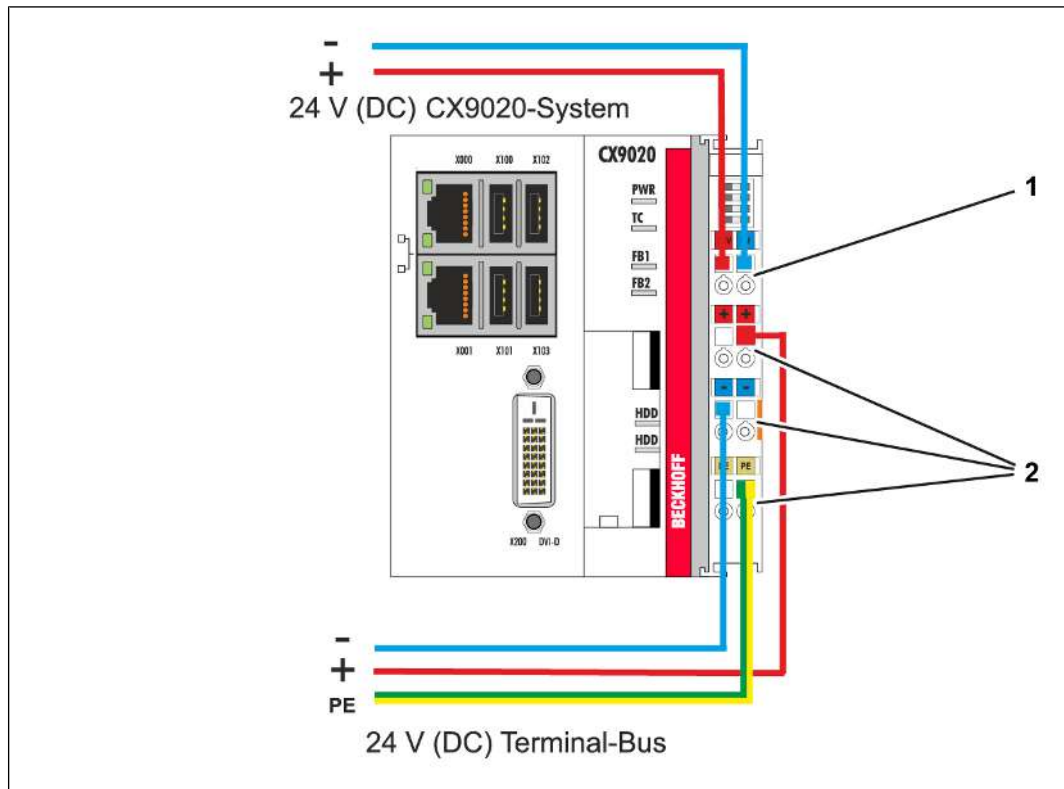 -
+
24 V (DC) CX9020-System
CX9020
X000 X100 X102
PWR
TC
1
FB1
FB2
+ +
X001 X101 X103
- -
HDD
HDD
2
PE PE
BECKHOFF
X200 DVI-D
-
+
PE
24 V (DC) Terminal-Bus